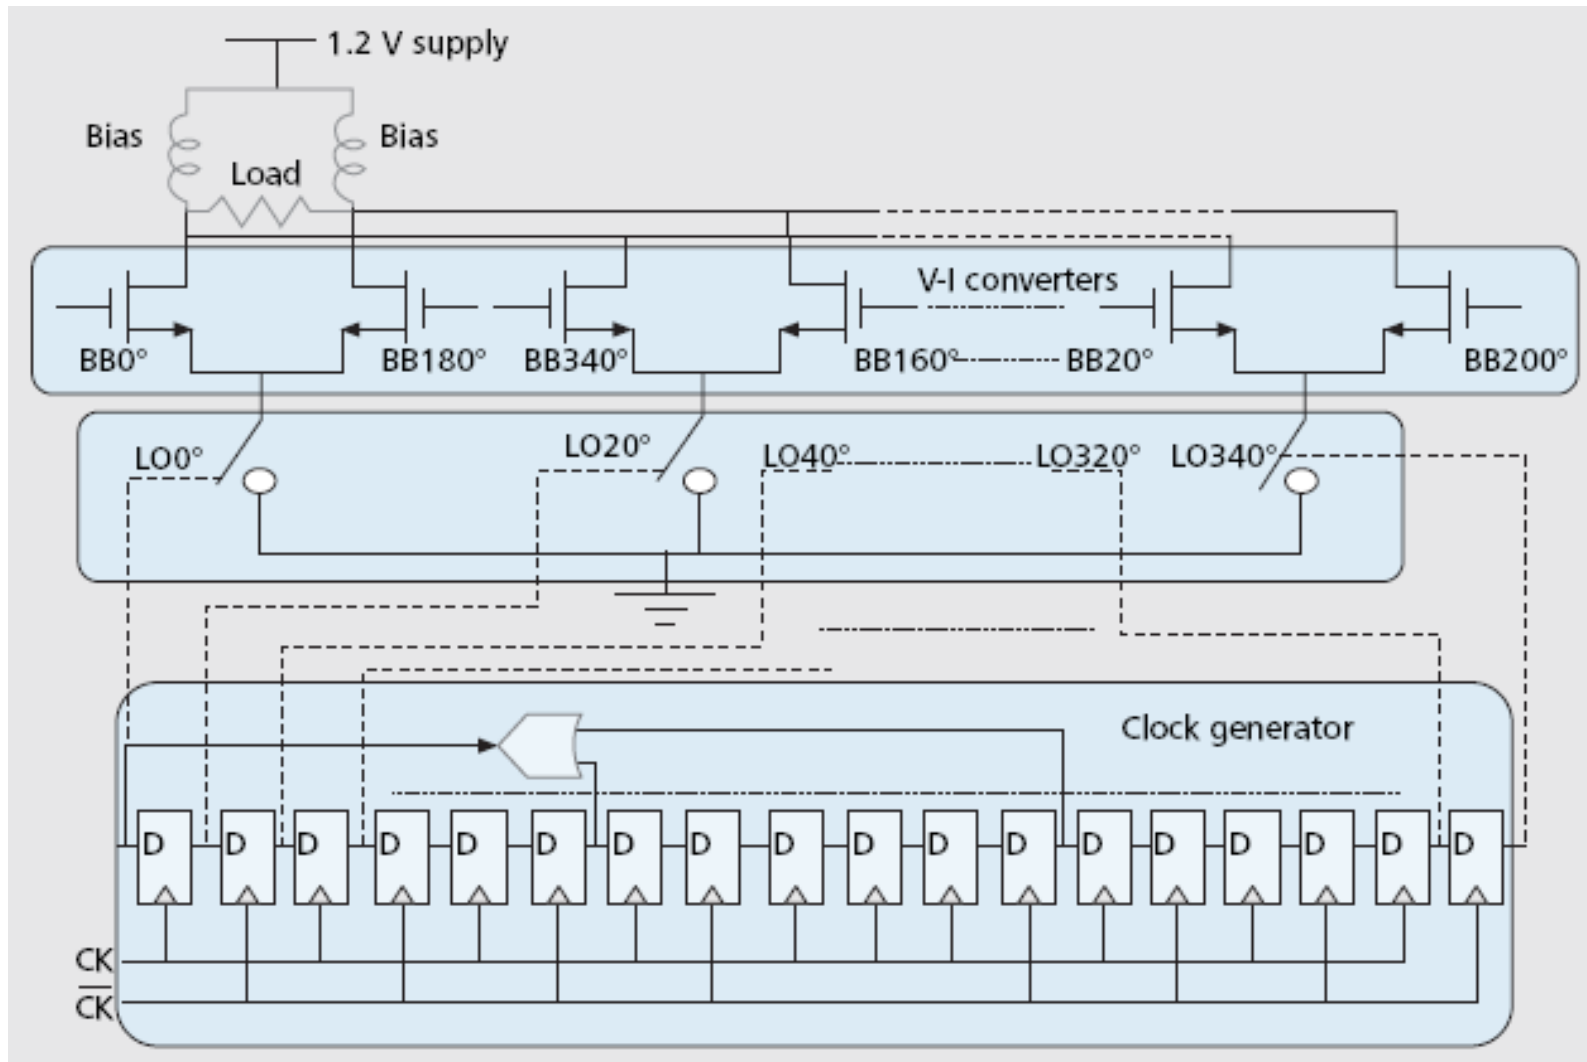 1.2 V supply
Bias
Bias
Load
V-I converters
BB0°
BB180°
BB340°
BB160°
BB20°
BB200°
LO0°
LO20°
LO40°
LO320°
LO340°
Clock generator
D D D D D D D D D D D D D D D D D D
CK
C̅K̅